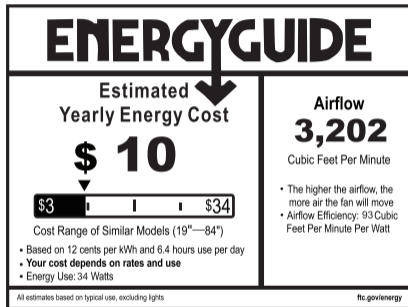 ENERGYGUIDE
Estimated
Yearly Energy Cost
$ 10
$3 $34
Cost Range of Similar Models (19"—84")
• Based on 12 cents per kWh and 6.4 hours use per day
• Your cost depends on rates and use
• Energy Use: 34 Watts
Airflow
3,202
Cubic Feet Per Minute
• The higher the airflow, the
more air the fan will move
• Airflow Efficiency: 93 Cubic
Feet Per Minute Per Watt
All estimates based on typical use, excluding lights
ftc.gov/energy